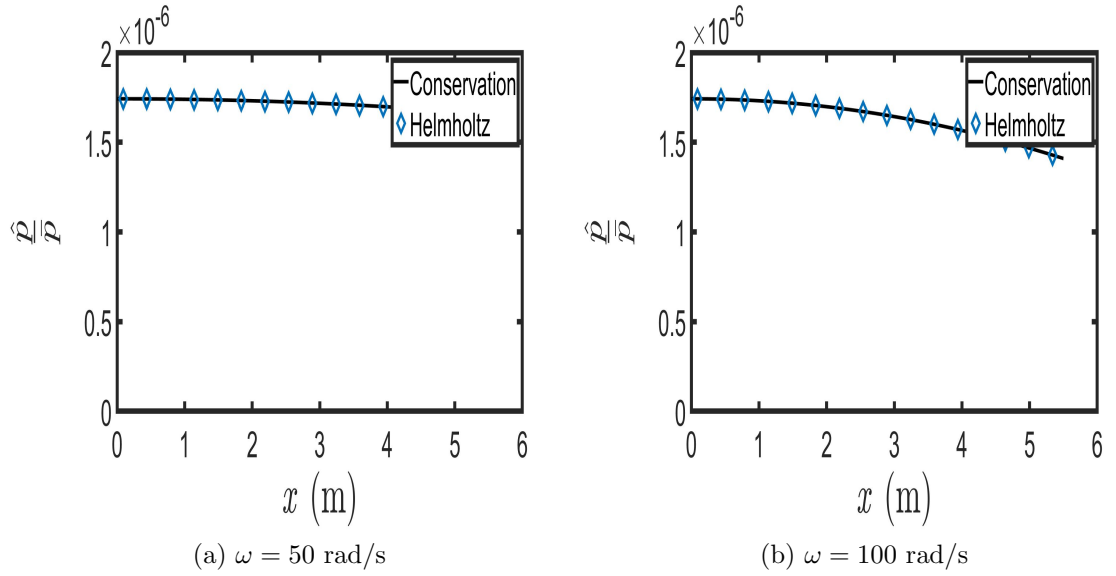 ×10⁻⁶
2
1.5
1
0.5
0
0 1 2 3 4 5 6
p̂/p̄
x (m)
Conservation
Helmholtz
(a) ω = 50 rad/s
×10⁻⁶
2
1.5
1
0.5
0
0 1 2 3 4 5 6
p̂/p̄
x (m)
Conservation
Helmholtz
(b) ω = 100 rad/s